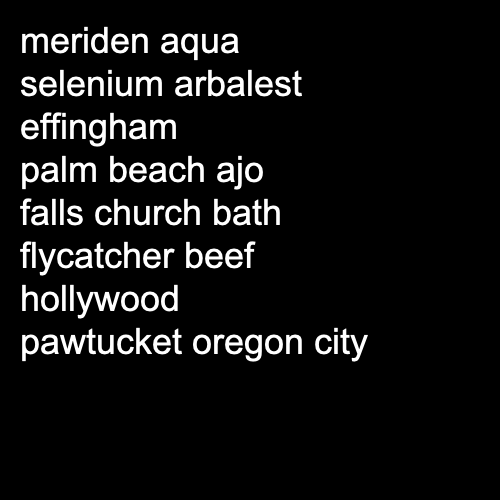 meriden aqua
selenium arbalest
effingham
palm beach ajo
falls church bath
flycatcher beef
hollywood
pawtucket oregon city